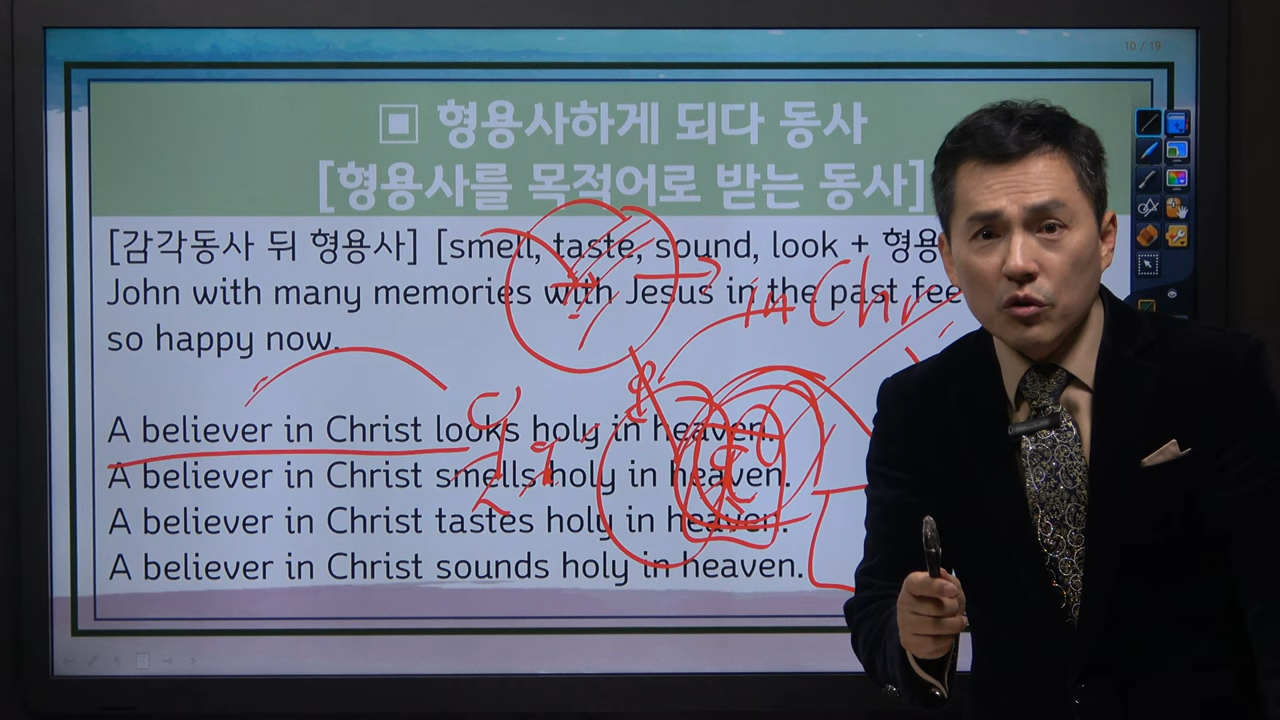 10 / 19
▣ 형용사하게 되다 동사
[형용사를 목적어로 받는 동사]
[감각동사 뒤 형용사] [smell, taste, sound, look + 형용
John with many memories with Jesus in the past fee
so happy now.
in Chr
A believer in Christ looks holy in heaven.
A believer in Christ smells holy in heaven.
A believer in Christ tastes holy in heaven.
A believer in Christ sounds holy in heaven.